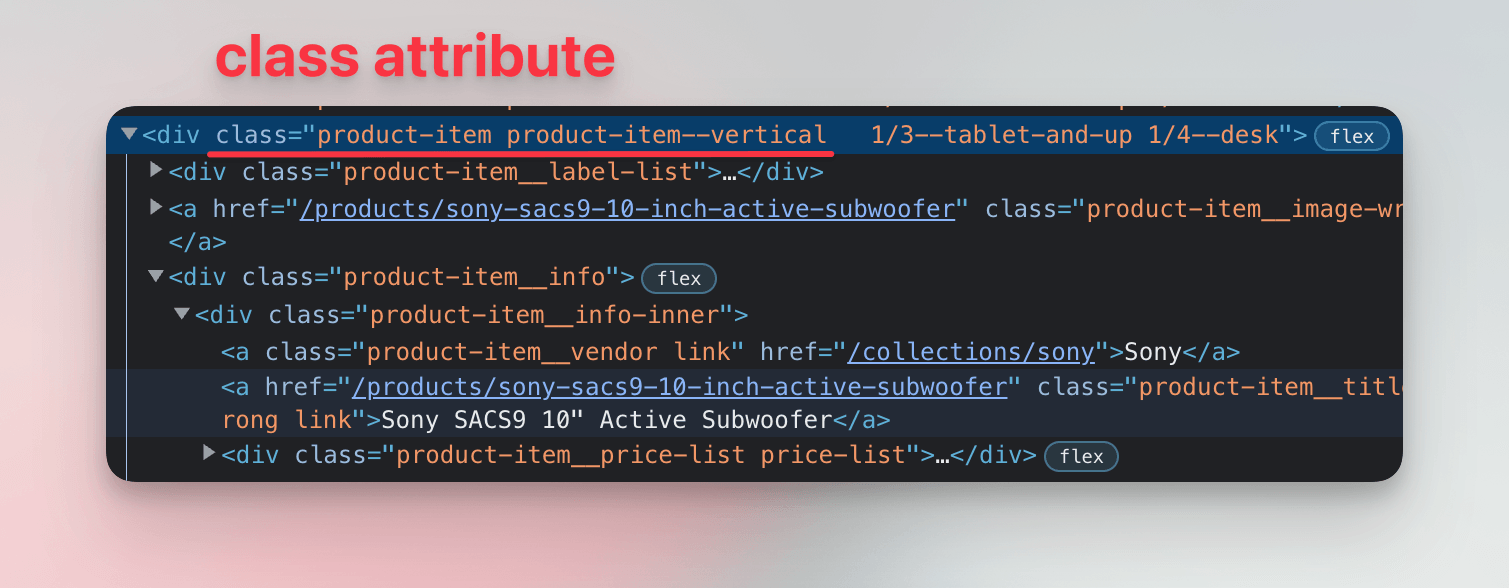 class attribute
<div class="product-item product-item--vertical   1/3--tablet-and-up 1/4--desk"> flex
<div class="product-item__label-list">…</div>
<a href="/products/sony-sacs9-10-inch-active-subwoofer" class="product-item__image-wr
</a>
<div class="product-item__info"> flex
<div class="product-item__info-inner">
<a class="product-item__vendor link" href="/collections/sony">Sony</a>
<a href="/products/sony-sacs9-10-inch-active-subwoofer" class="product-item__title
rong link">Sony SACS9 10" Active Subwoofer</a>
<div class="product-item__price-list price-list">…</div> flex